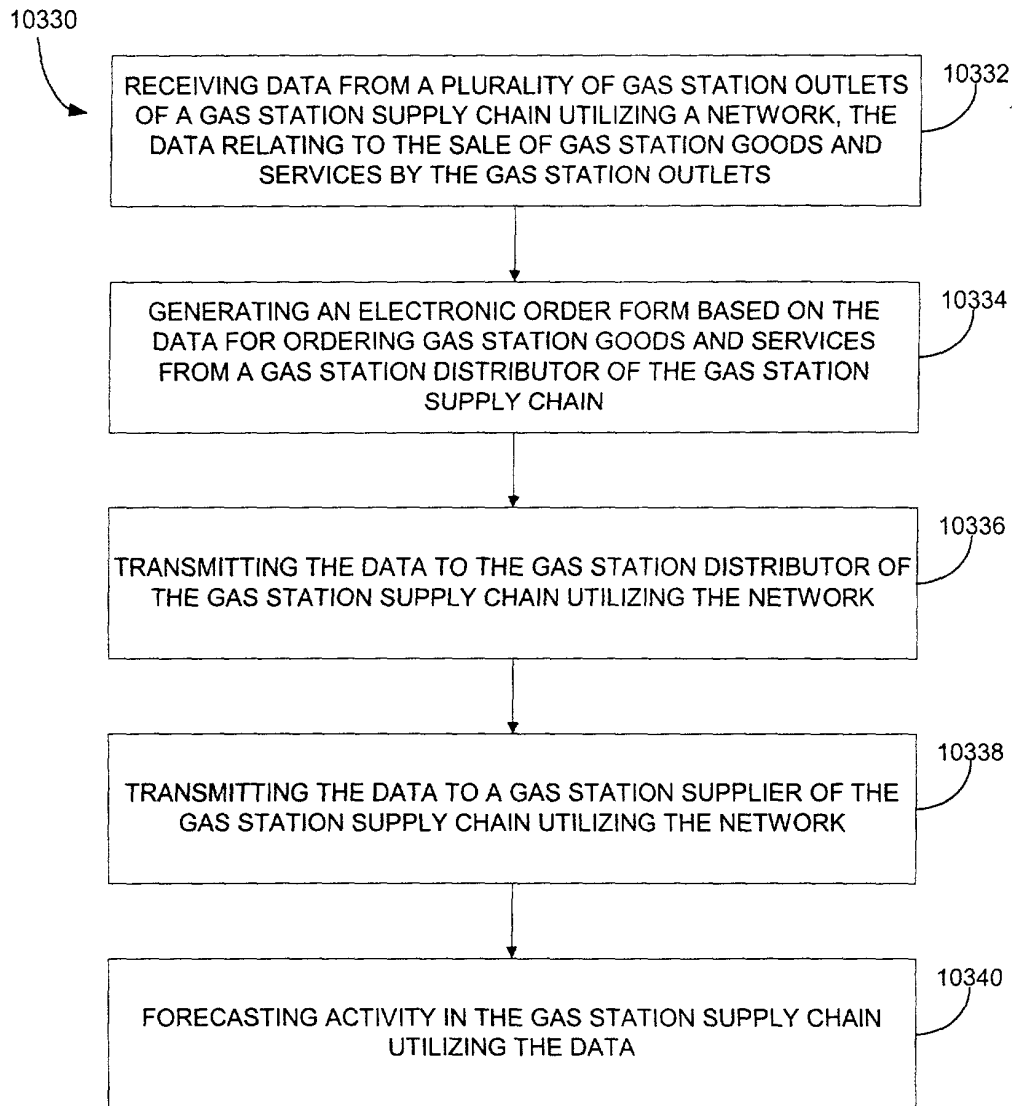 10330
RECEIVING DATA FROM A PLURALITY OF GAS STATION OUTLETS
OF A GAS STATION SUPPLY CHAIN UTILIZING A NETWORK, THE
DATA RELATING TO THE SALE OF GAS STATION GOODS AND
SERVICES BY THE GAS STATION OUTLETS
10332
GENERATING AN ELECTRONIC ORDER FORM BASED ON THE
DATA FOR ORDERING GAS STATION GOODS AND SERVICES
FROM A GAS STATION DISTRIBUTOR OF THE GAS STATION
SUPPLY CHAIN
10334
TRANSMITTING THE DATA TO THE GAS STATION DISTRIBUTOR OF
THE GAS STATION SUPPLY CHAIN UTILIZING THE NETWORK
10336
TRANSMITTING THE DATA TO A GAS STATION SUPPLIER OF THE
GAS STATION SUPPLY CHAIN UTILIZING THE NETWORK
10338
FORECASTING ACTIVITY IN THE GAS STATION SUPPLY CHAIN
UTILIZING THE DATA
10340